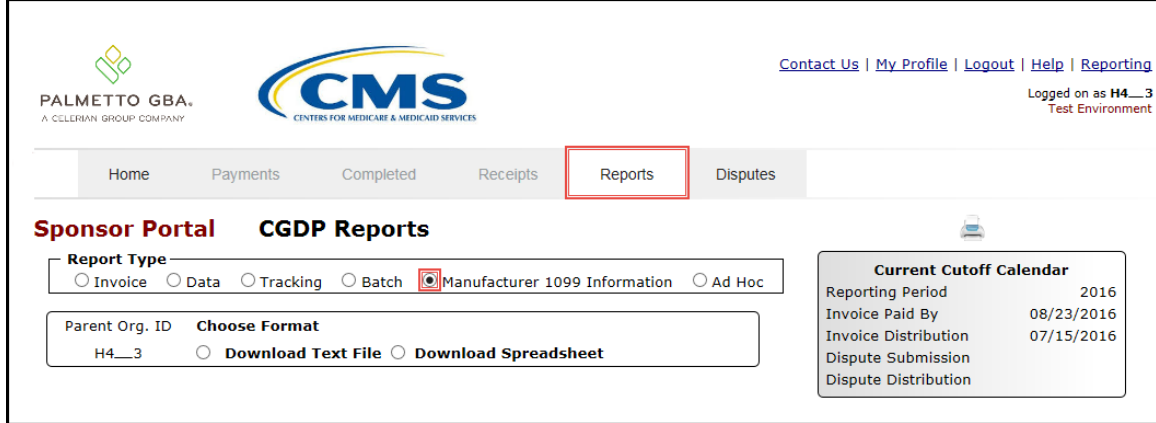 PALMETTO GBA.
A CELERIAN GROUP COMPANY
CMS
CENTERS FOR MEDICARE & MEDICAID SERVICES
Contact Us | My Profile | Logout | Help | Reporting
Logged on as H4__3
Test Environment
Home Payments Completed Receipts Reports Disputes
Sponsor Portal CGDP Reports
Report Type
Invoice Data Tracking Batch Manufacturer 1099 Information Ad Hoc
Parent Org. ID Choose Format
H4__3 Download Text File Download Spreadsheet
Current Cutoff Calendar
Reporting Period 2016
Invoice Paid By 08/23/2016
Invoice Distribution 07/15/2016
Dispute Submission
Dispute Distribution